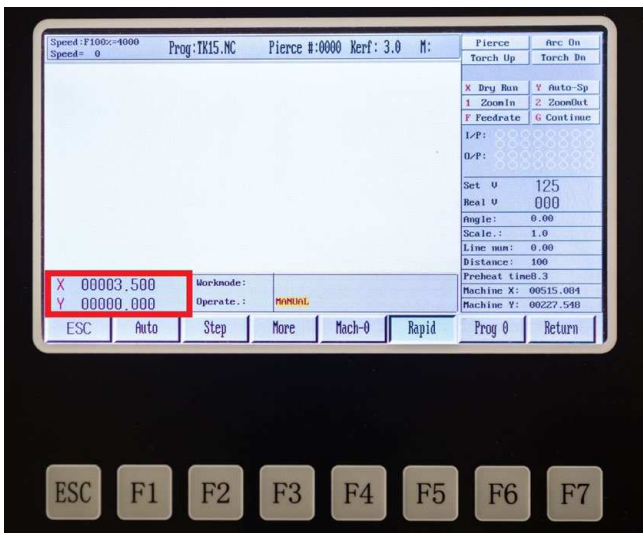 Speed:F100%=4000
Speed= 0
Prog:TK15.NC Pierce #:0000 Kerf: 3.0 M:
Pierce Arc On
Torch Up Torch Dn
X Dry Run Y Auto-Sp
1 ZoomIn 2 ZoomOut
F Feedrate G Continue
I/P:
O/P:
Set V 125
Real V 000
Angle: 0.00
Scale.: 1.0
Line num: 0.00
Distance: 100
Preheat time8.3
Machine X: 00515.084
Machine Y: 00227.548
X 00003.500
Y 00000.000
Workmode:
Operate.: MANUAL
ESC Auto Step More Mach-0 Rapid Prog 0 Return
ESC F1 F2 F3 F4 F5 F6 F7